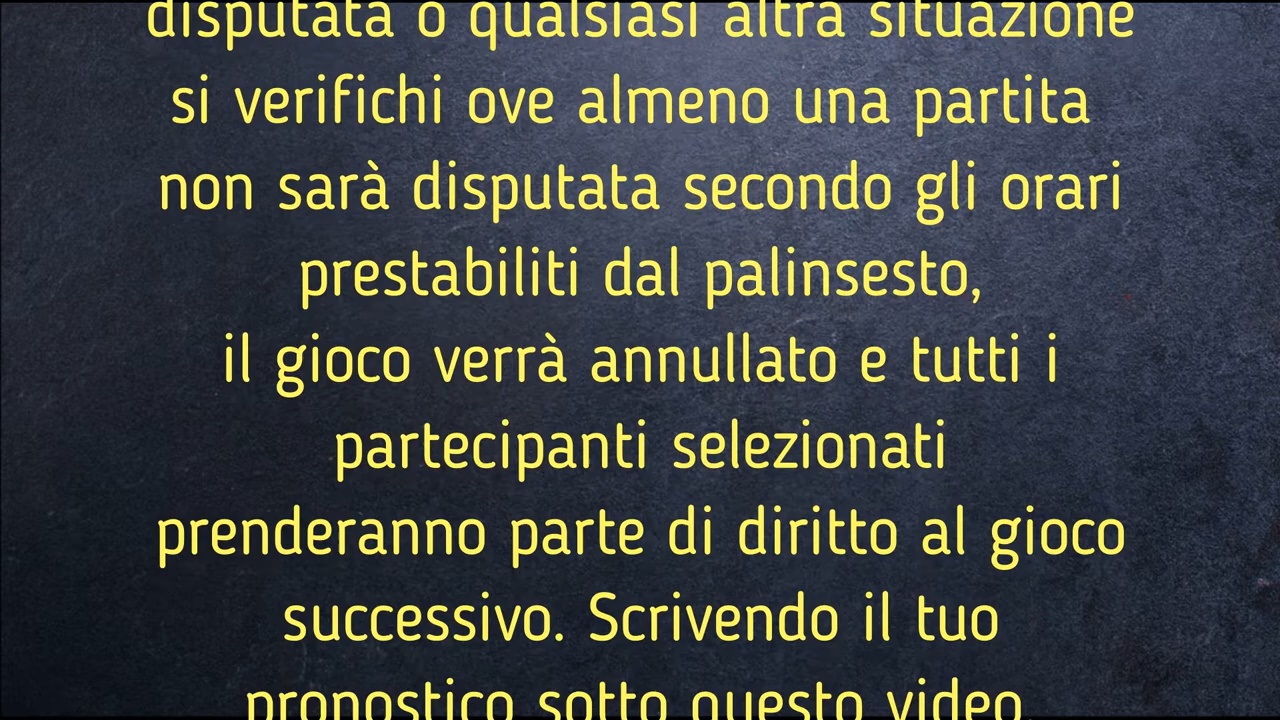 disputata o qualsiasi altra situazione
si verifichi ove almeno una partita
non sarà disputata secondo gli orari
prestabiliti dal palinsesto,
il gioco verrà annullato e tutti i
partecipanti selezionati
prenderanno parte di diritto al gioco
successivo. Scrivendo il tuo
pronostico sotto questo video,